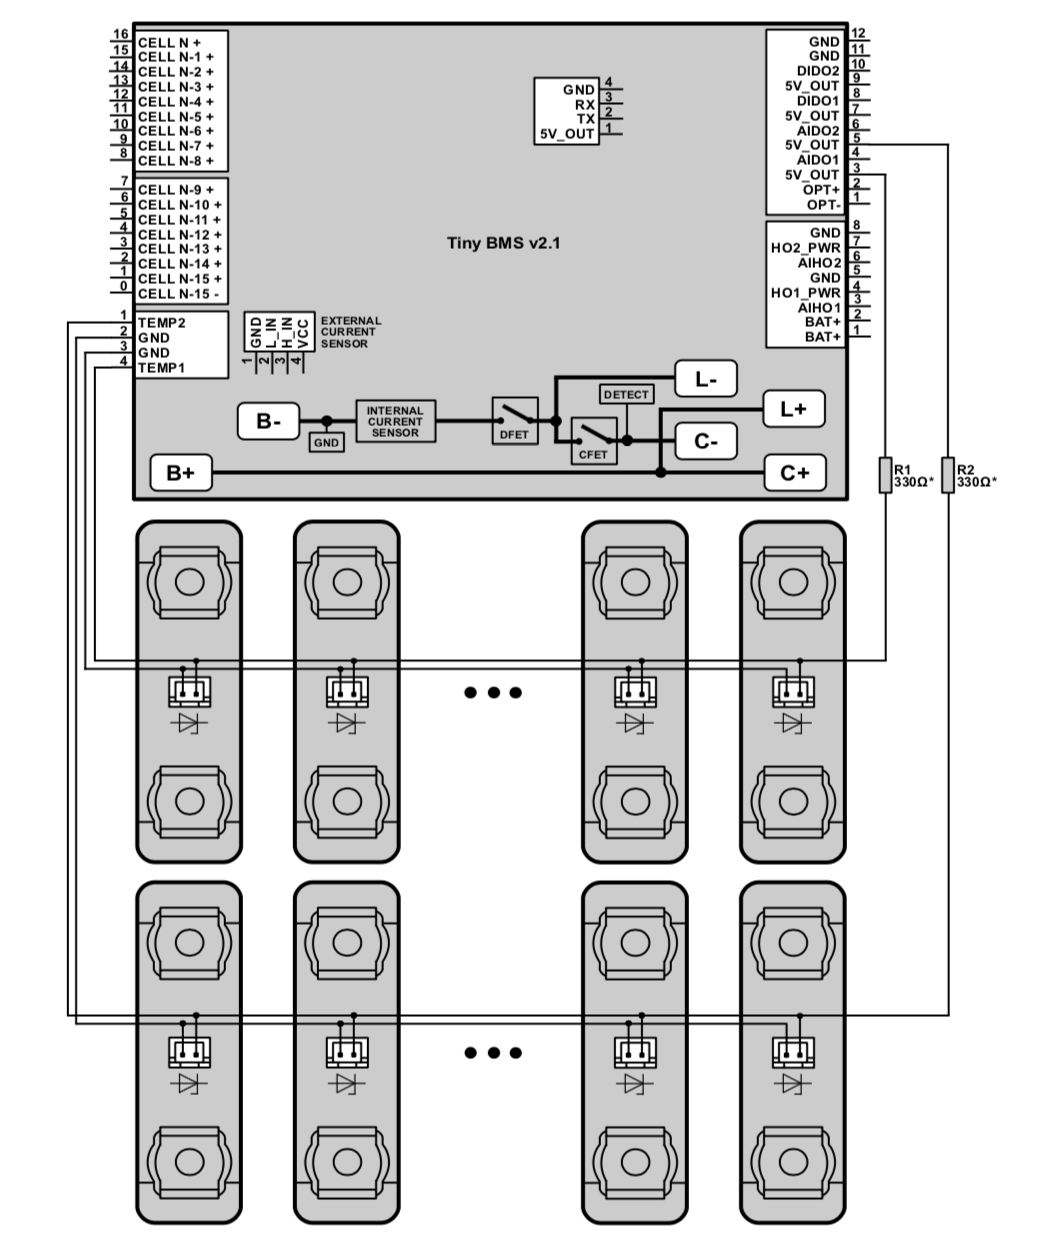 16 CELL N +
15 CELL N-1 +
14 CELL N-2 +
13 CELL N-3 +
12 CELL N-4 +
11 CELL N-5 +
10 CELL N-6 +
9 CELL N-7 +
8 CELL N-8 +
7 CELL N-9 +
6 CELL N-10 +
5 CELL N-11 +
4 CELL N-12 +
3 CELL N-13 +
2 CELL N-14 +
1 CELL N-15 +
0 CELL N-15 -
1 TEMP2
2 GND
3 GND
4 TEMP1
GND 4
RX 3
TX 2
5V_OUT 1
GND 12
GND 11
DIDO2 10
5V_OUT 9
DIDO1 8
5V_OUT 7
AIDO2 6
5V_OUT 5
AIDO1 4
5V_OUT 3
OPT+ 2
OPT- 1
GND 8
HO2_PWR 7
AIHO2 6
GND 5
HO1_PWR 4
AIHO1 3
BAT+ 2
BAT+ 1
Tiny BMS v2.1
1 GND
2 L_IN
3 H_IN
4 VCC
EXTERNAL
CURRENT
SENSOR
B-
GND
INTERNAL
CURRENT
SENSOR
DFET
CFET
DETECT
L-
L+
C-
B+
C+
R1
330Ω*
R2
330Ω*